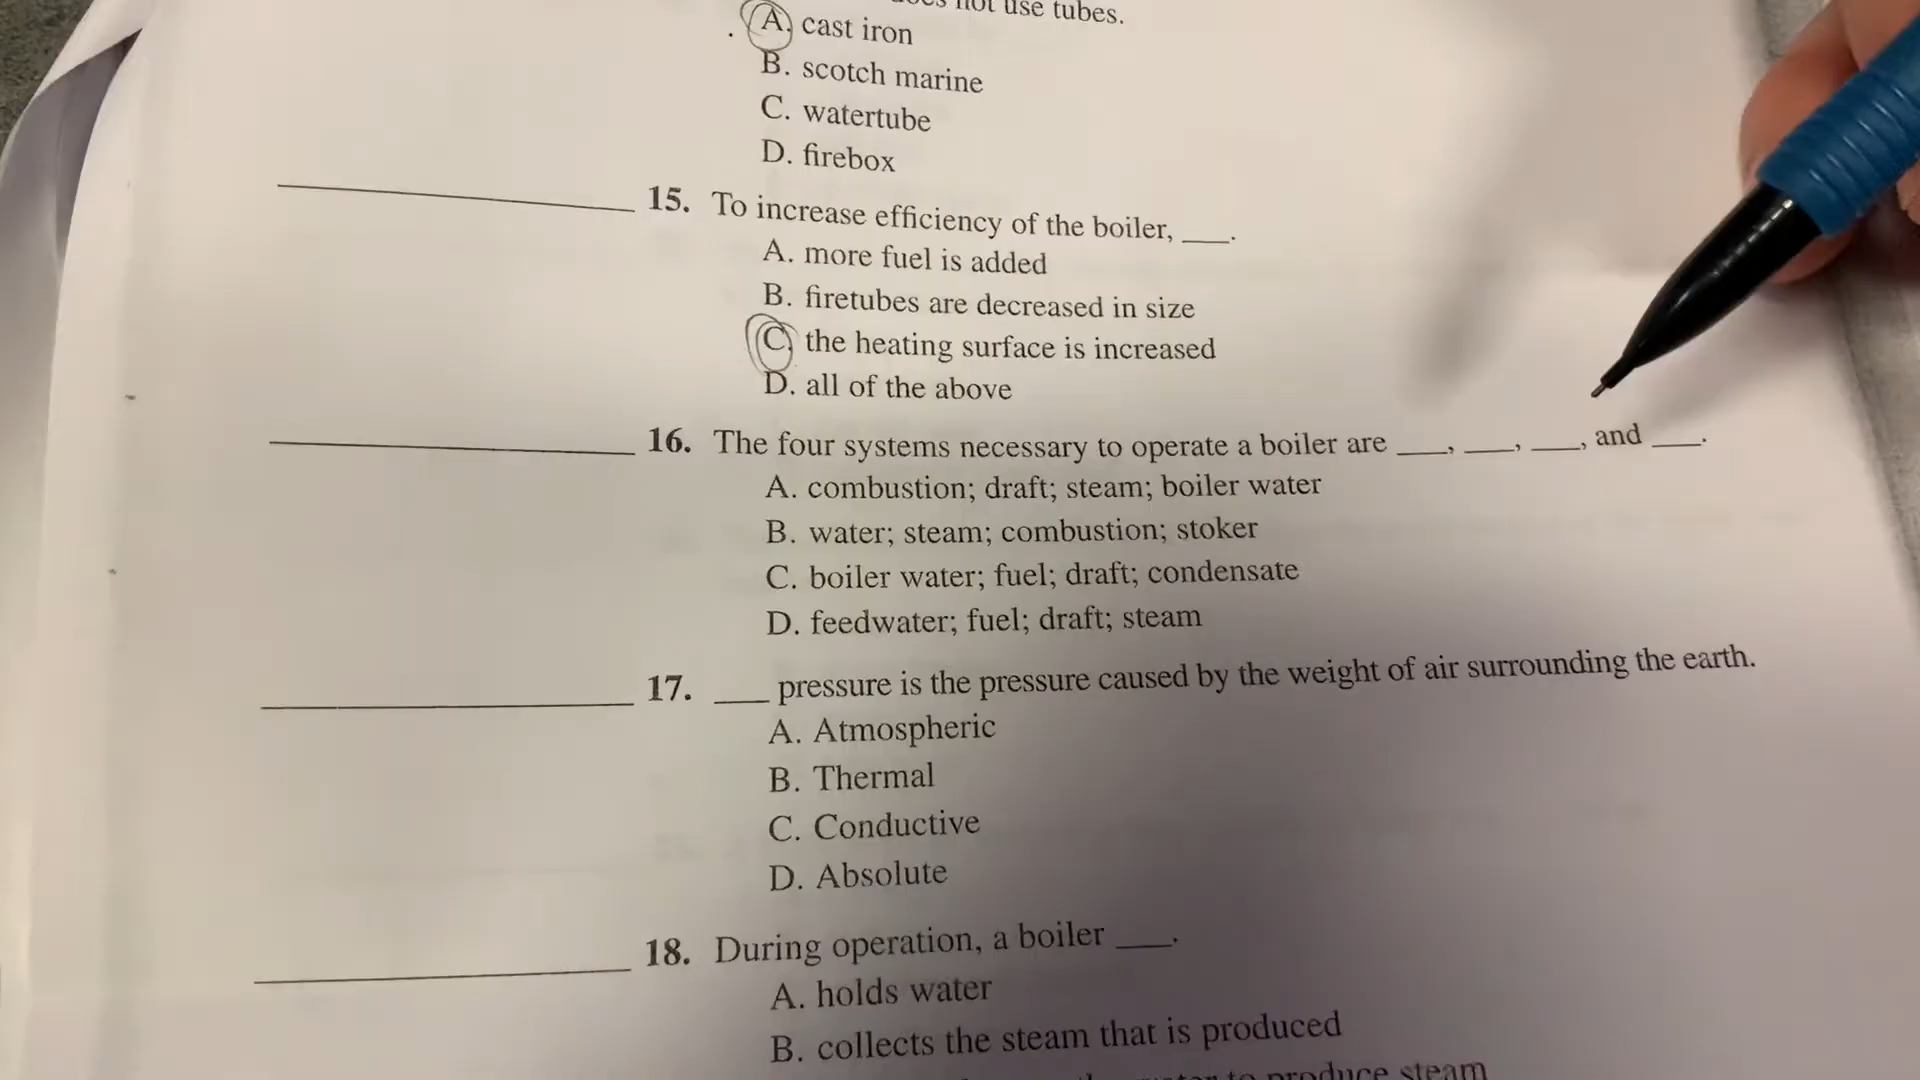 not use tubes.
A. cast iron
B. scotch marine
C. watertube
D. firebox
15. To increase efficiency of the boiler, ___.
A. more fuel is added
B. firetubes are decreased in size
C. the heating surface is increased
D. all of the above
16. The four systems necessary to operate a boiler are ___, ___, ___, and ___.
A. combustion; draft; steam; boiler water
B. water; steam; combustion; stoker
C. boiler water; fuel; draft; condensate
D. feedwater; fuel; draft; steam
17. ___ pressure is the pressure caused by the weight of air surrounding the earth.
A. Atmospheric
B. Thermal
C. Conductive
D. Absolute
18. During operation, a boiler ___.
A. holds water
B. collects the steam that is produced
to produce steam